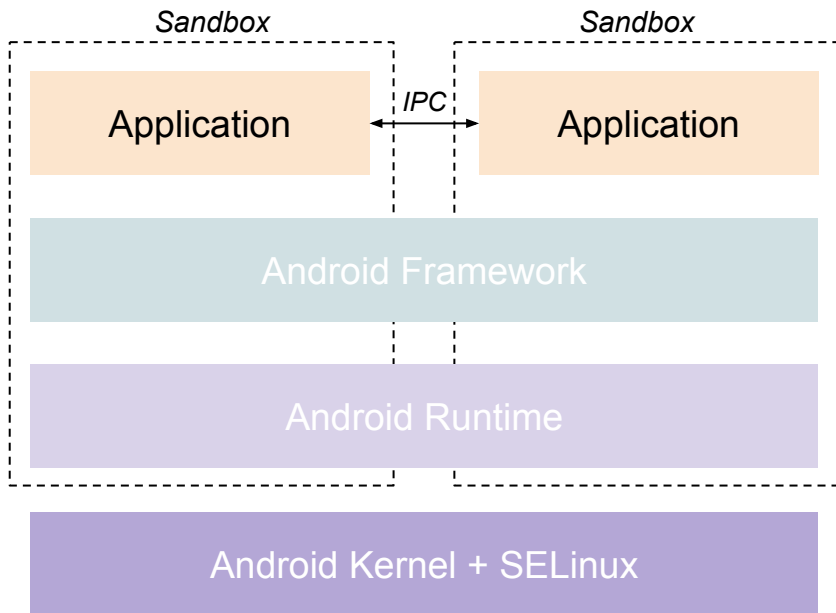 Sandbox
Sandbox
Application
IPC
Application
Android Framework
Android Runtime
Android Kernel + SELinux